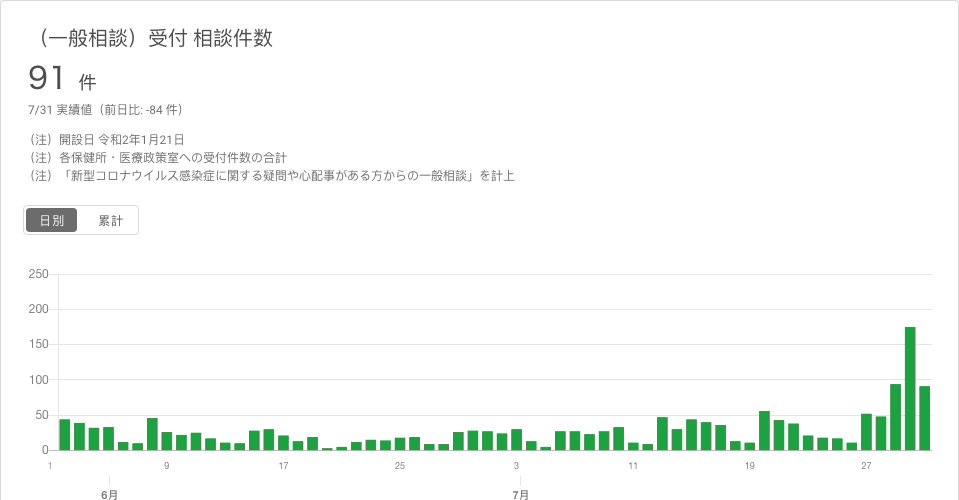 （一般相談）受付 相談件数
91 件
7/31 実績値（前日比: -84 件）
（注）開設日 令和2年1月21日
（注）各保健所・医療政策室への受付件数の合計
（注）「新型コロナウイルス感染症に関する疑問や心配事がある方からの一般相談」を計上
日別 累計
250
200
150
100
50
0
1 9 17 25 3 11 19 27
6月 7月